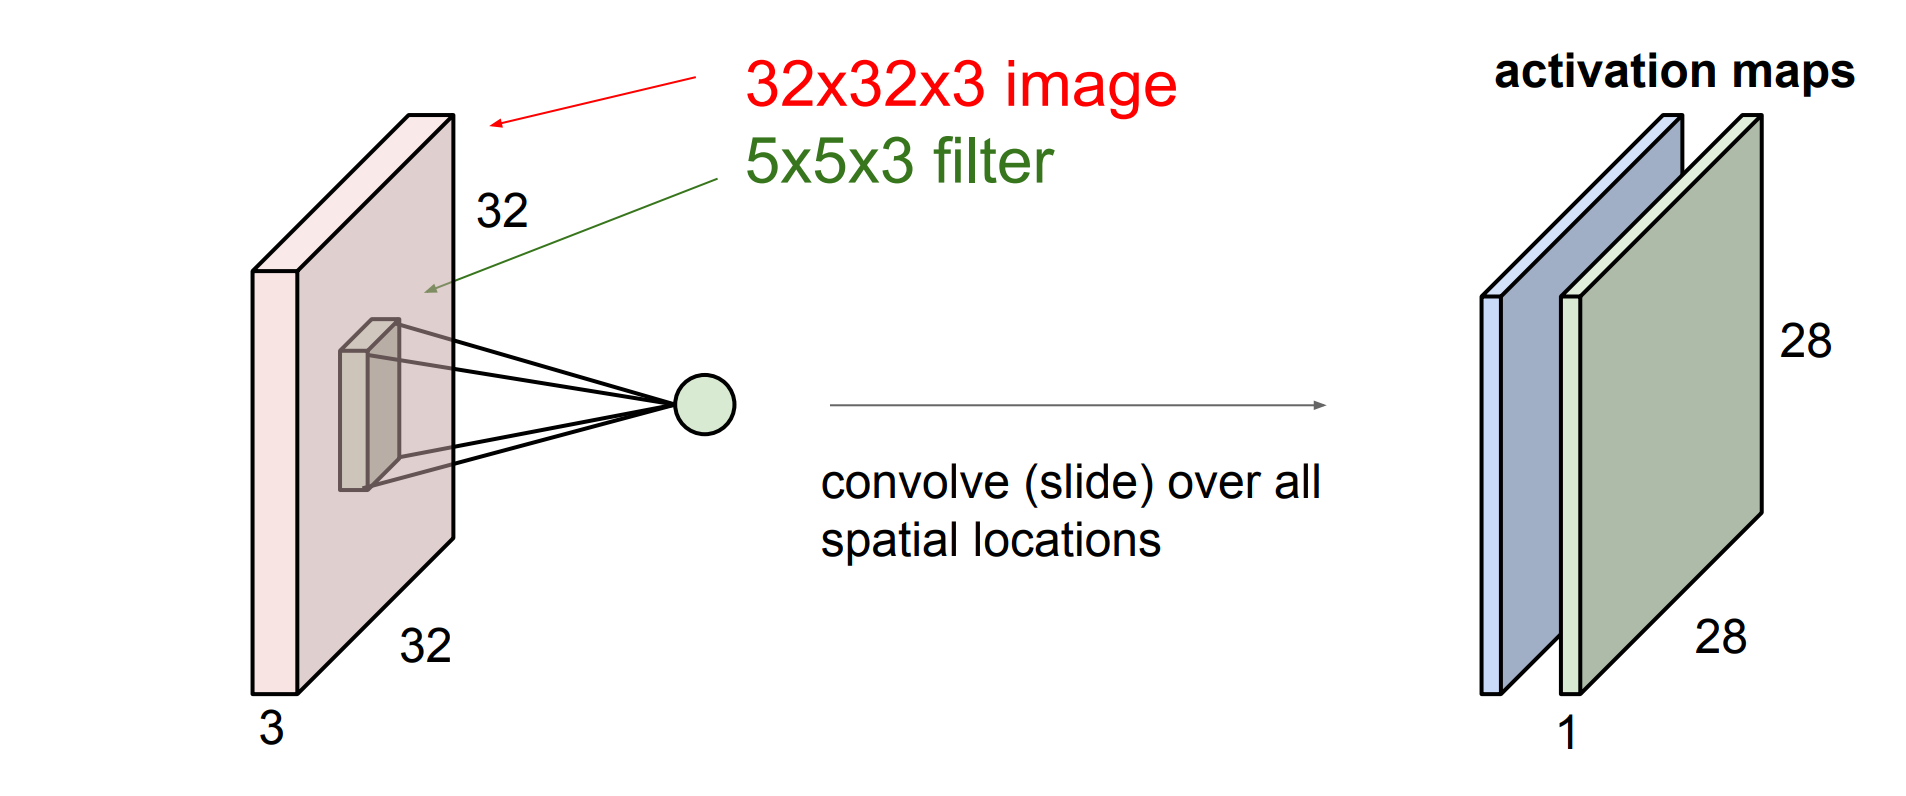 32x32x3 image
5x5x3 filter
32
32
3
convolve (slide) over all
spatial locations
activation maps
28
28
1